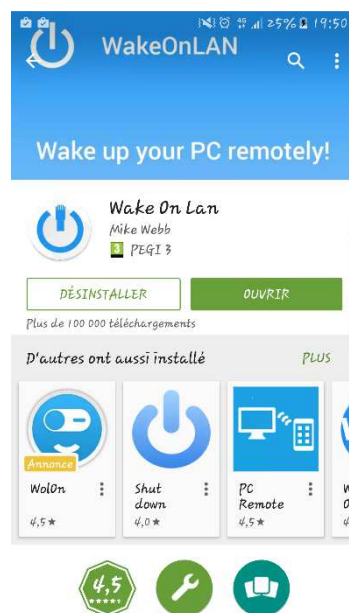 25% 19:50
WakeOnLAN
Wake up your PC remotely!
Wake On Lan
Mike Webb
3 PEGI 3
DÉSINSTALLER OUVRIR
Plus de 100 000 téléchargements
D'autres ont aussi installé PLUS
Annonce
WolOn Shut down PC Remote
4,5★ 4,0★ 4,5★
4,5